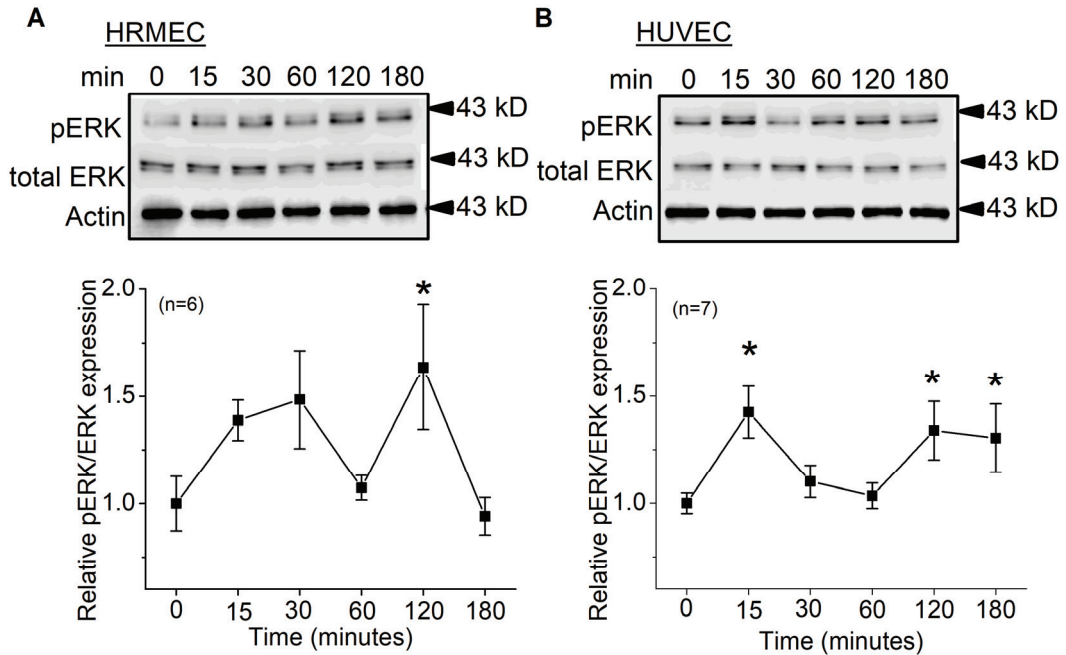 A
HRMEC
min 0 15 30 60 120 180
pERK
43 kD
total ERK
43 kD
Actin
43 kD
Relative pERK/ERK expression
2.0
1.5
1.0
(n=6)
*
0 15 30 60 120 180
Time (minutes)
B
HUVEC
min 0 15 30 60 120 180
pERK
43 kD
total ERK
43 kD
Actin
43 kD
Relative pERK/ERK expression
2.0
1.5
1.0
(n=7)
* * *
0 15 30 60 120 180
Time (minutes)